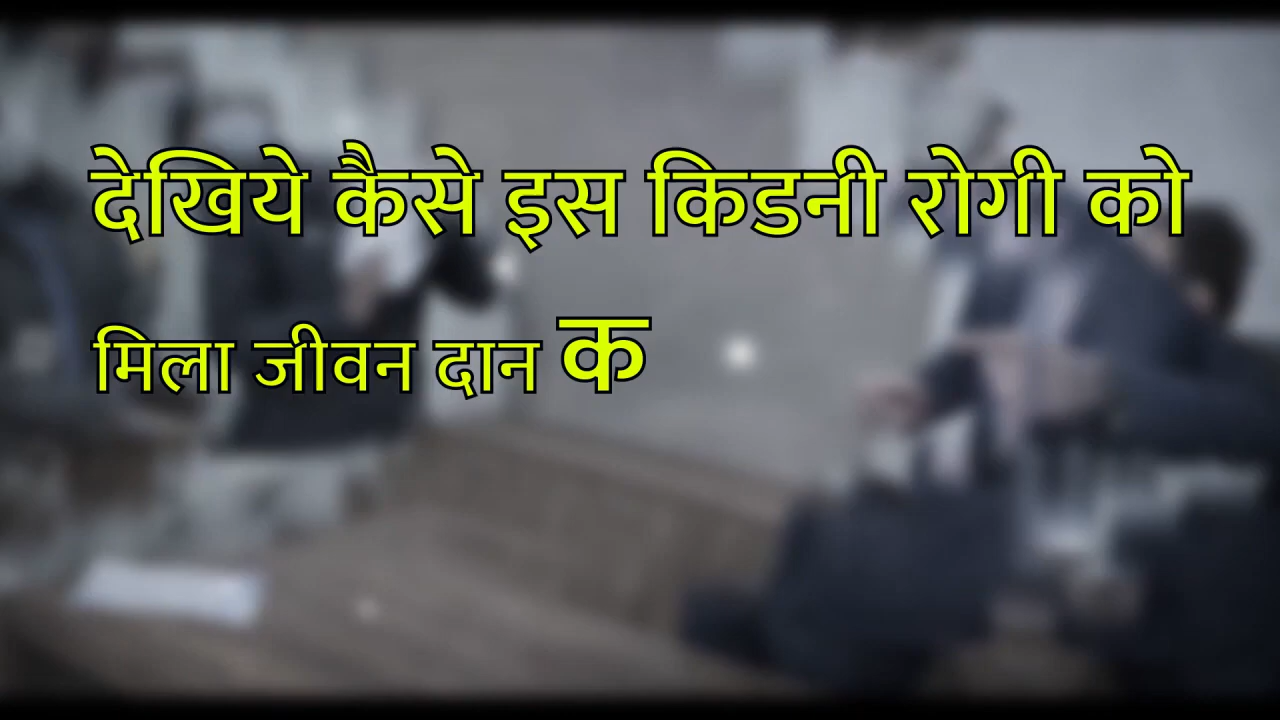 देखिये कैसे इस किडनी रोगी को
मिला जीवन दान क